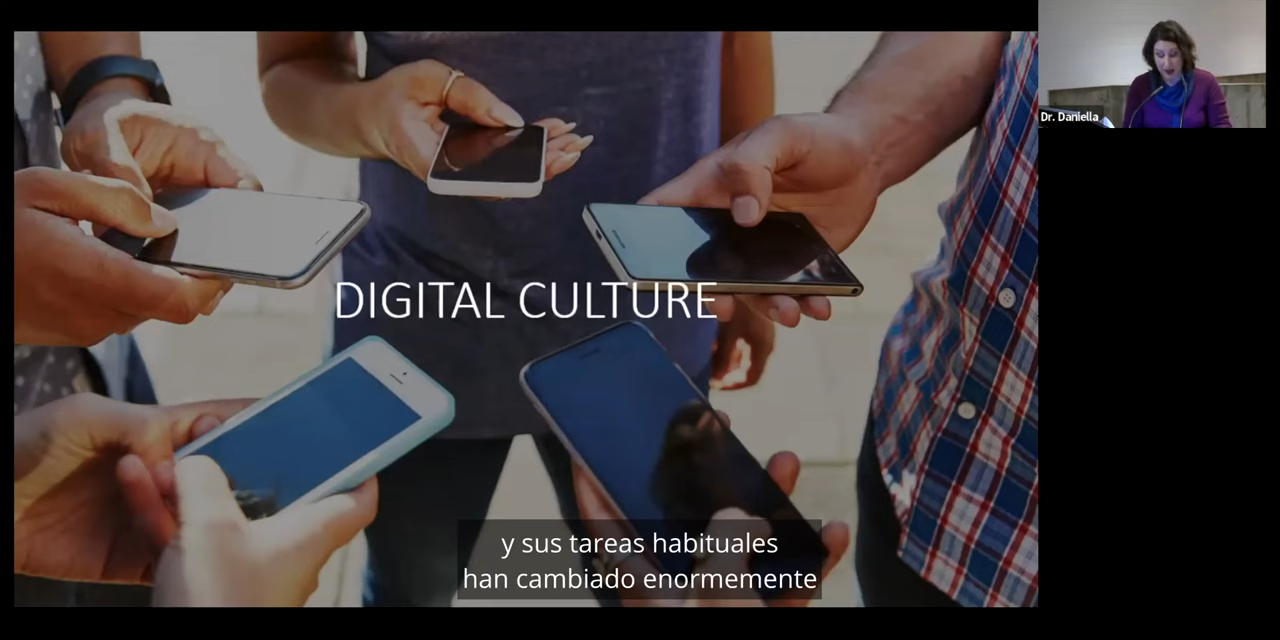 Dr. Daniella
DIGITAL CULTURE
y sus tareas habituales
han cambiado enormemente